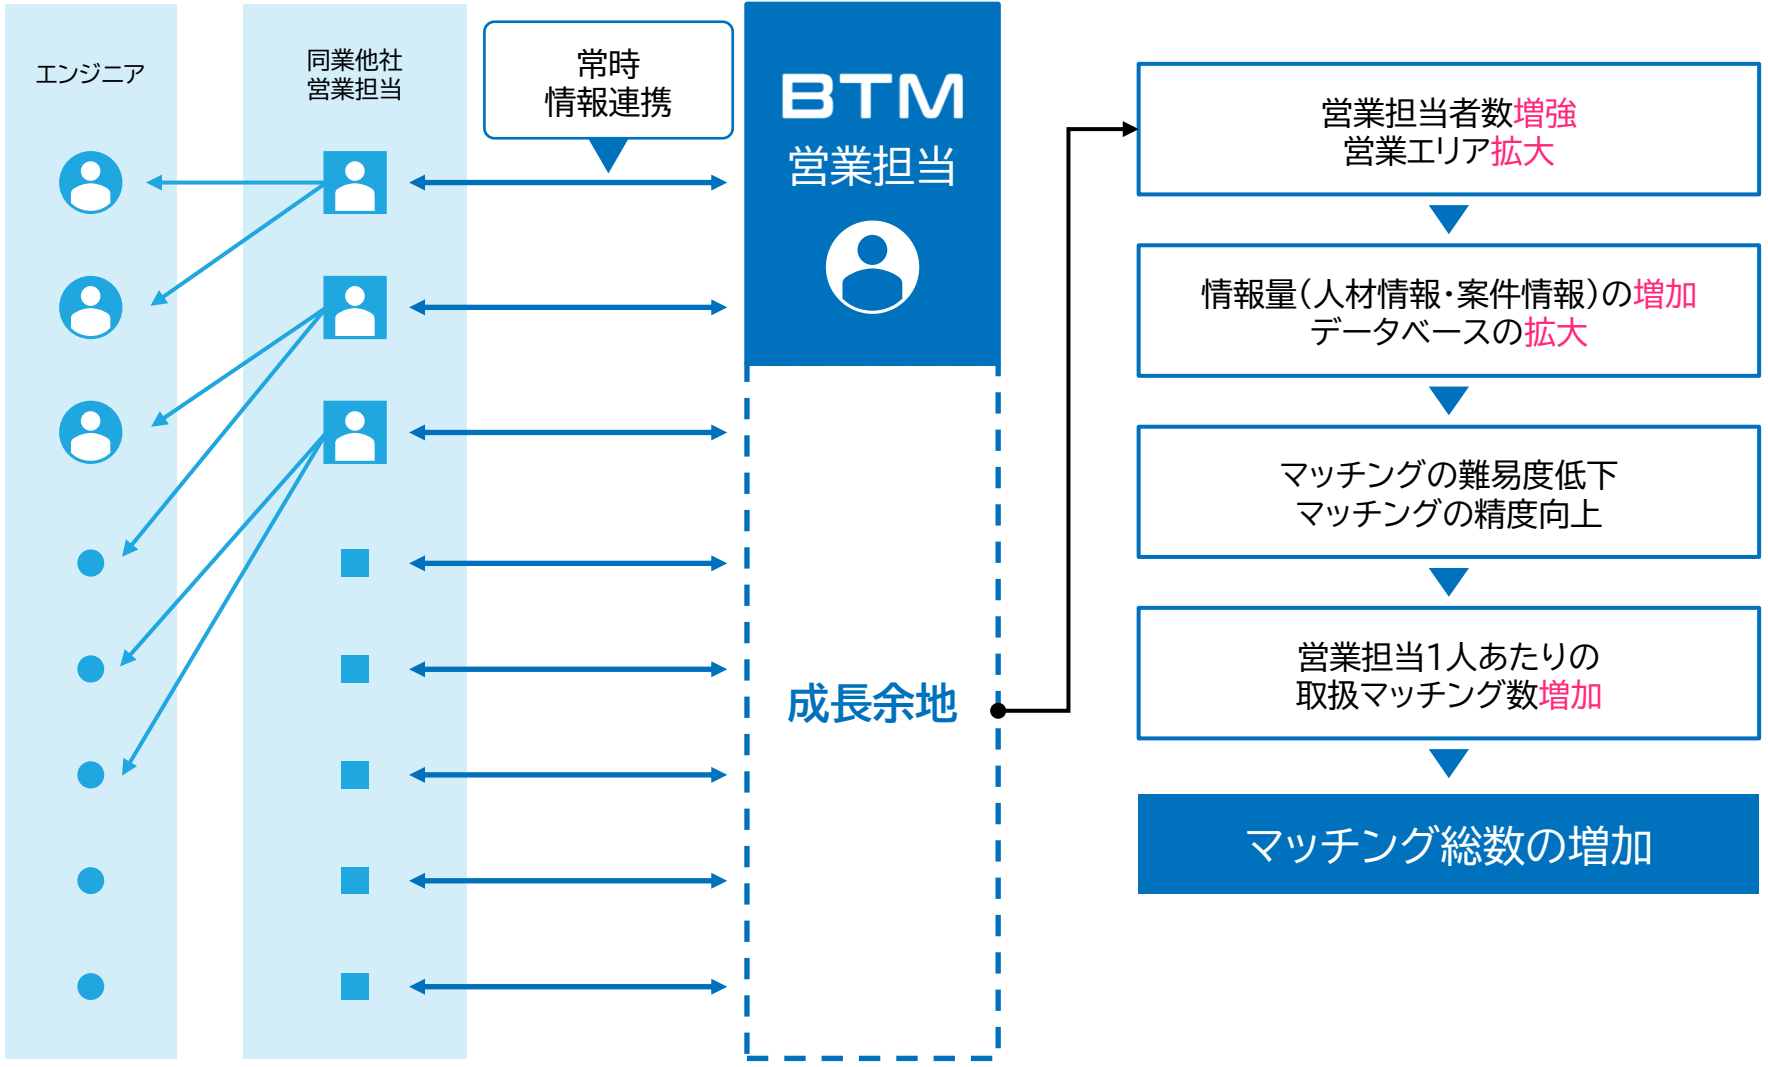 エンジニア
同業他社
営業担当
常時
情報連携
BTM
営業担当
成長余地
営業担当者数増強
営業エリア拡大
情報量(人材情報・案件情報)の増加
データベースの拡大
マッチングの難易度低下
マッチングの精度向上
営業担当1人あたりの
取扱マッチング数増加
マッチング総数の増加